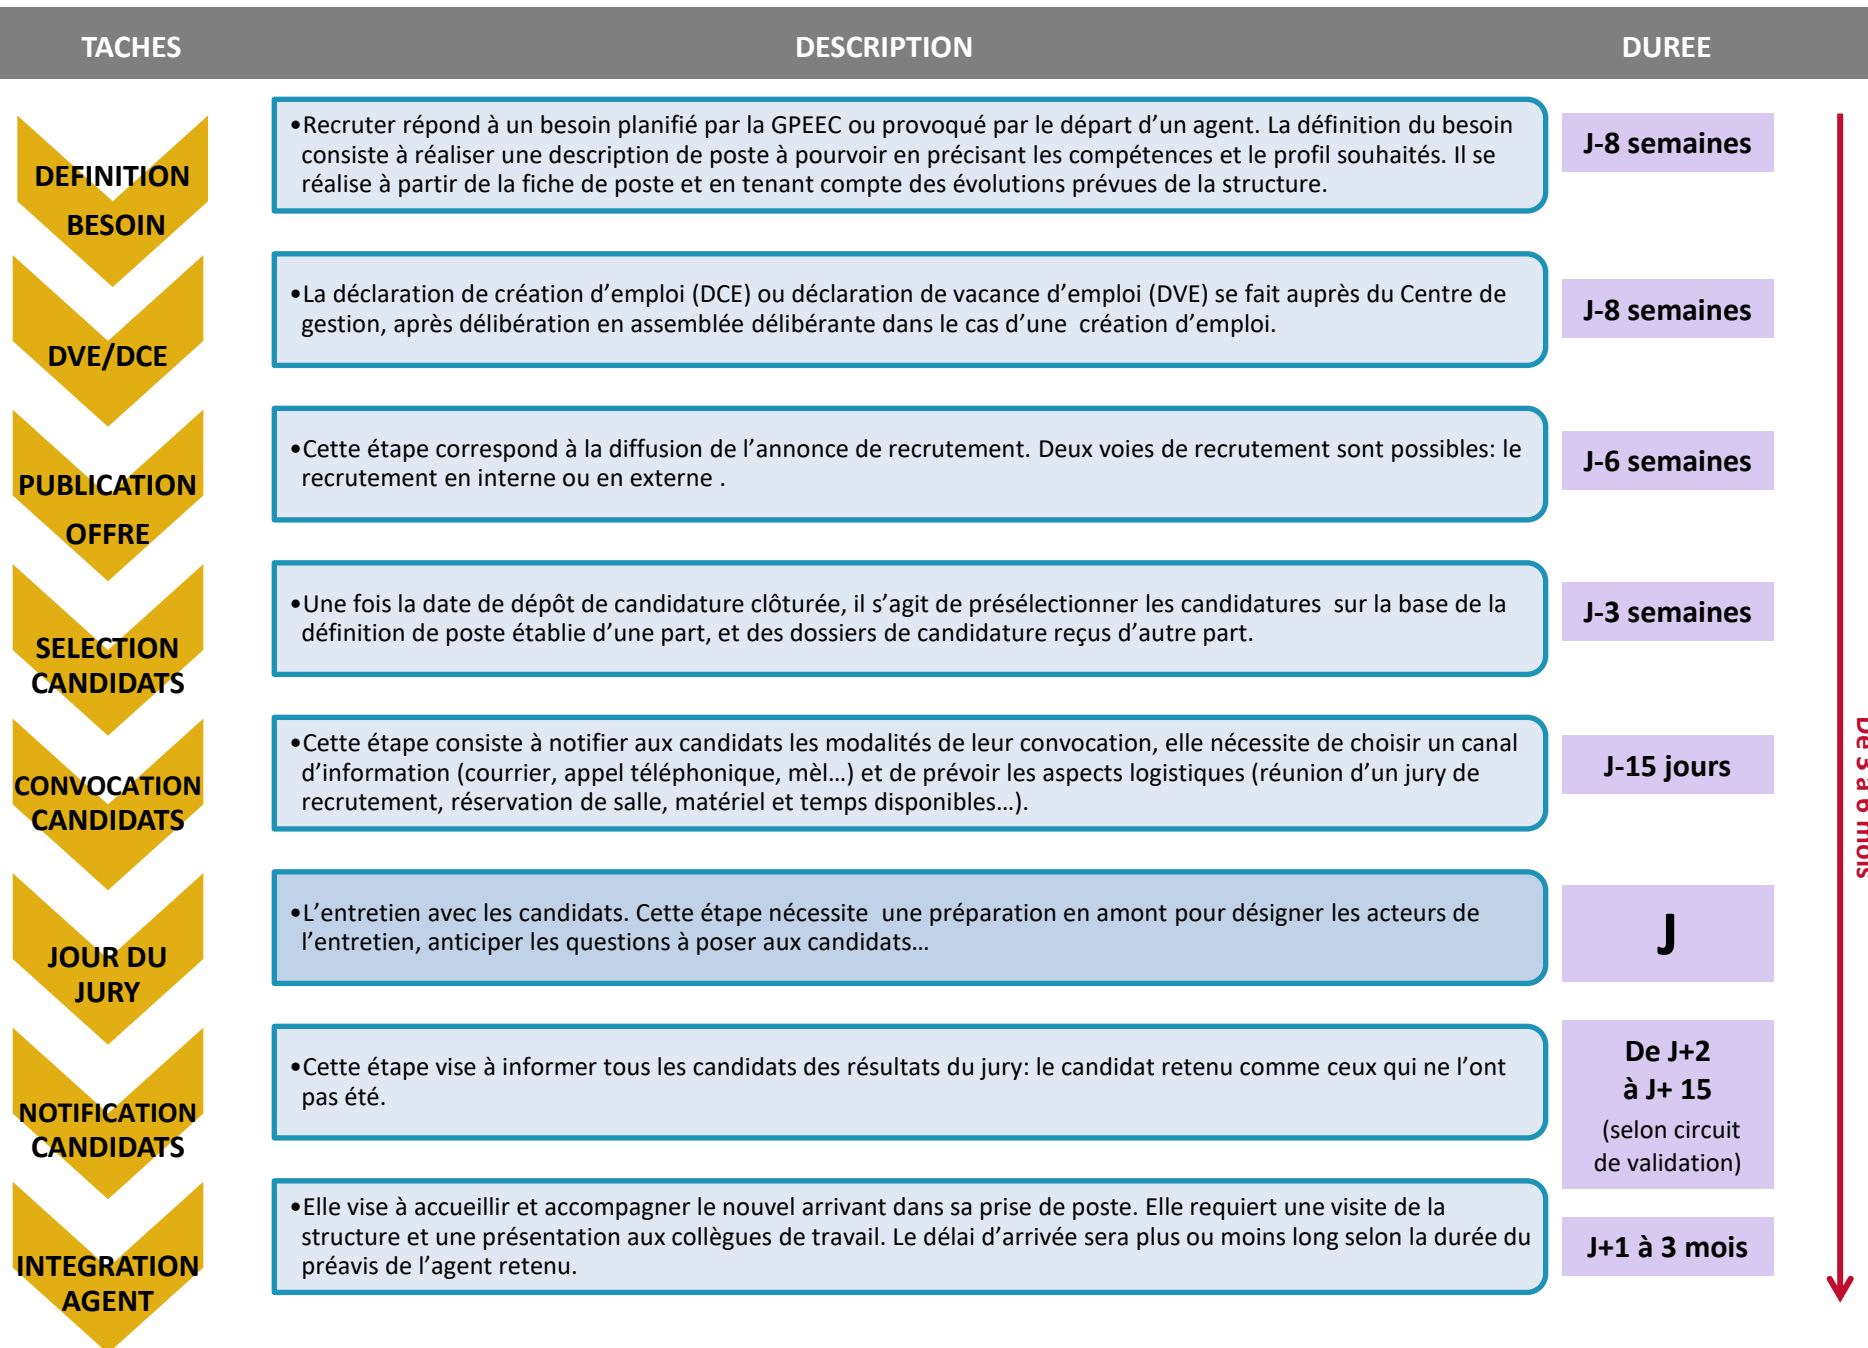 TACHES DESCRIPTION DUREE
DEFINITION
BESOIN
•Recruter répond à un besoin planifié par la GPEEC ou provoqué par le départ d’un agent. La définition du besoin
consiste à réaliser une description de poste à pourvoir en précisant les compétences et le profil souhaités. Il se
réalise à partir de la fiche de poste et en tenant compte des évolutions prévues de la structure.
J-8 semaines
DVE/DCE
•La déclaration de création d’emploi (DCE) ou déclaration de vacance d’emploi (DVE) se fait auprès du Centre de
gestion, après délibération en assemblée délibérante dans le cas d’une création d’emploi.
J-8 semaines
PUBLICATION
OFFRE
•Cette étape correspond à la diffusion de l’annonce de recrutement. Deux voies de recrutement sont possibles: le
recrutement en interne ou en externe .
J-6 semaines
SELECTION
CANDIDATS
•Une fois la date de dépôt de candidature clôturée, il s’agit de présélectionner les candidatures sur la base de la
définition de poste établie d’une part, et des dossiers de candidature reçus d’autre part.
J-3 semaines
CONVOCATION
CANDIDATS
•Cette étape consiste à notifier aux candidats les modalités de leur convocation, elle nécessite de choisir un canal
d’information (courrier, appel téléphonique, mèl…) et de prévoir les aspects logistiques (réunion d’un jury de
recrutement, réservation de salle, matériel et temps disponibles…).
J-15 jours
De 3 à 6 mois
JOUR DU
JURY
•L’entretien avec les candidats. Cette étape nécessite une préparation en amont pour désigner les acteurs de
l’entretien, anticiper les questions à poser aux candidats…
J
NOTIFICATION
CANDIDATS
•Cette étape vise à informer tous les candidats des résultats du jury: le candidat retenu comme ceux qui ne l’ont
pas été.
De J+2
à J+ 15
(selon circuit
de validation)
INTEGRATION
AGENT
•Elle vise à accueillir et accompagner le nouvel arrivant dans sa prise de poste. Elle requiert une visite de la
structure et une présentation aux collègues de travail. Le délai d’arrivée sera plus ou moins long selon la durée du
préavis de l’agent retenu.
J+1 à 3 mois